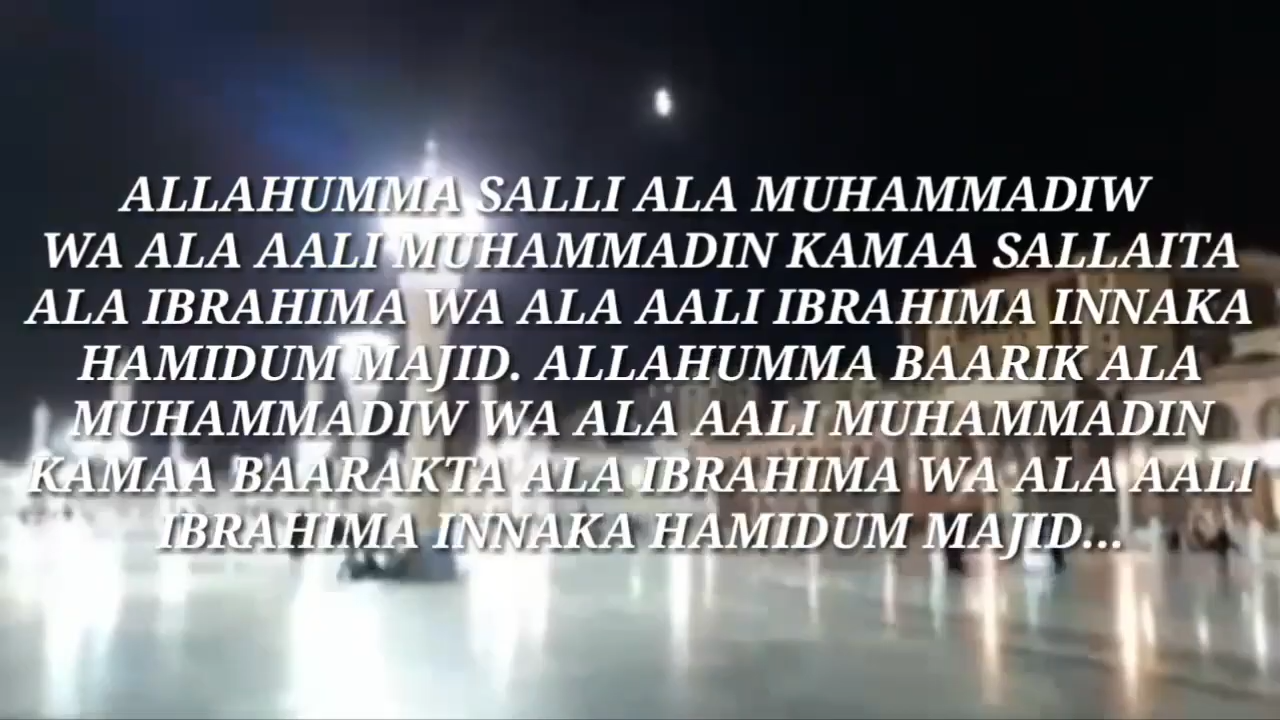 ALLAHUMMA SALLI ALA MUHAMMADIW
WA ALA AALI MUHAMMADIN KAMAA SALLAITA
ALA IBRAHIMA WA ALA AALI IBRAHIMA INNAKA
HAMIDUM MAJID. ALLAHUMMA BAARIK ALA
MUHAMMADIW WA ALA AALI MUHAMMADIN
KAMAA BAARAKTA ALA IBRAHIMA WA ALA AALI
IBRAHIMA INNAKA HAMIDUM MAJID...